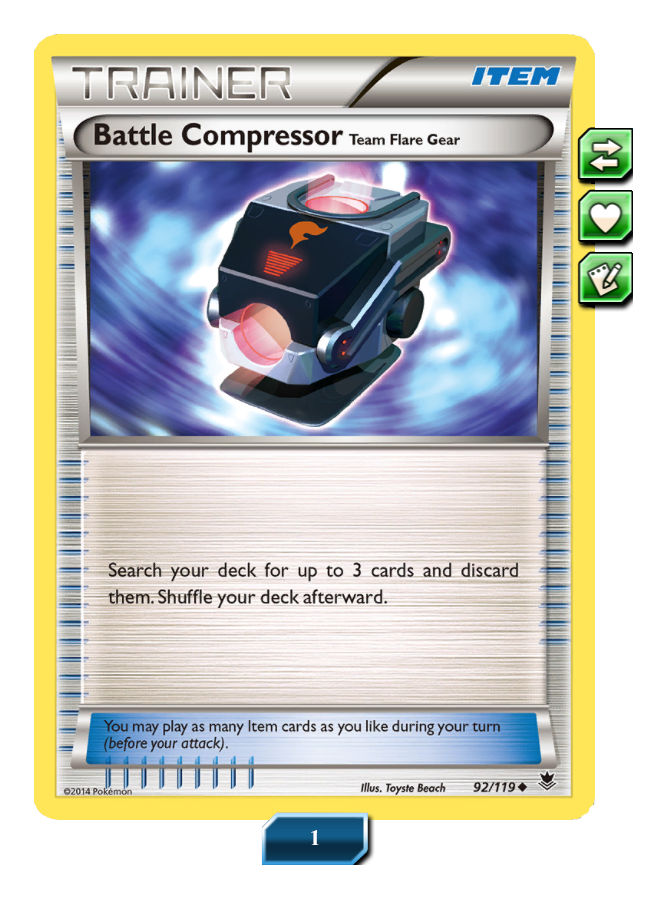 TRAINER
ITEM
Battle Compressor Team Flare Gear
Search your deck for up to 3 cards and discard
them. Shuffle your deck afterward.
You may play as many Item cards as you like during your turn
(before your attack).
©2014 Pokémon
Illus. Toyste Beach
92/119
1